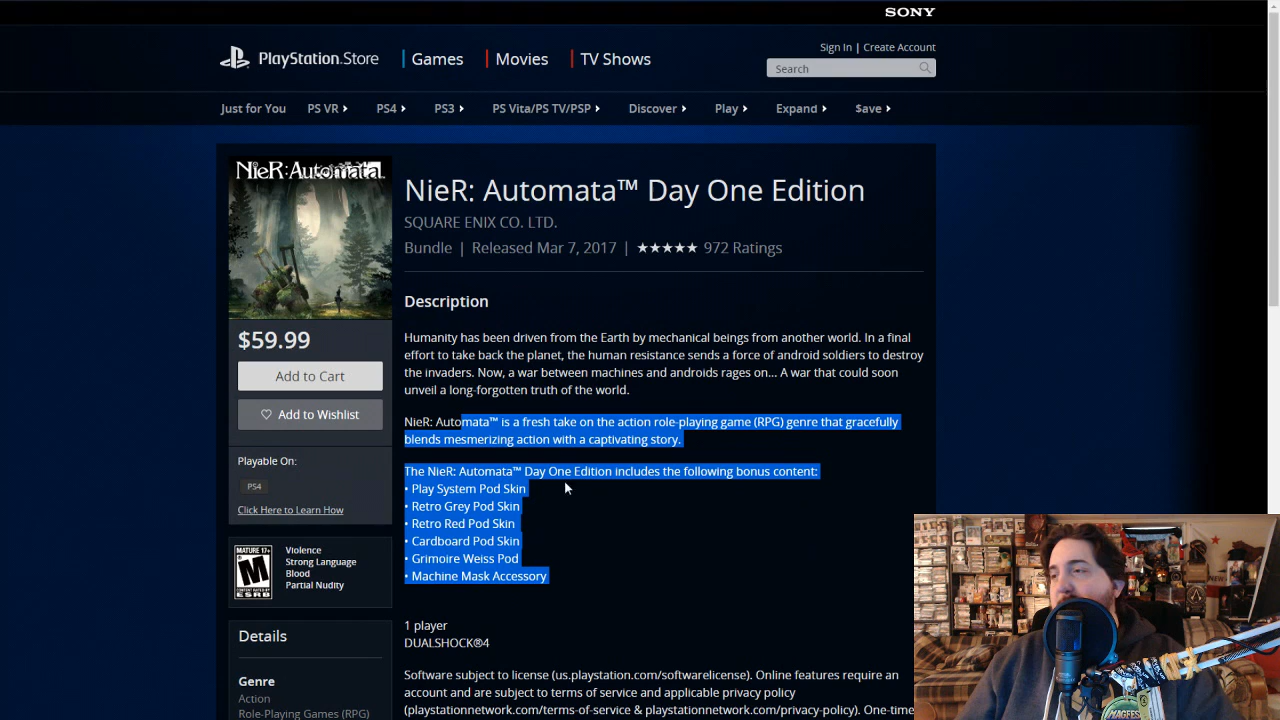 SONY
PlayStation.Store
Games
Movies
TV Shows
Sign In | Create Account
Search
Just for You
PS VR
PS4
PS3
PS Vita/PS TV/PSP
Discover
Play
Expand
$ave
NieR:Automata
NieR: Automata™ Day One Edition
SQUARE ENIX CO. LTD.
Bundle | Released Mar 7, 2017 | ★★★★★ 972 Ratings
$59.99
Add to Cart
Add to Wishlist
Playable On:
PS4
Click Here to Learn How
MATURE 17+
M
ESRB
Violence
Strong Language
Blood
Partial Nudity
Details
Genre
Action
Role-Playing Games (RPG)
Description
Humanity has been driven from the Earth by mechanical beings from another world. In a final
effort to take back the planet, the human resistance sends a force of android soldiers to destroy
the invaders. Now, a war between machines and androids rages on... A war that could soon
unveil a long-forgotten truth of the world.
NieR: Automata™ is a fresh take on the action role-playing game (RPG) genre that gracefully
blends mesmerizing action with a captivating story.
The NieR: Automata™ Day One Edition includes the following bonus content:
• Play System Pod Skin
• Retro Grey Pod Skin
• Retro Red Pod Skin
• Cardboard Pod Skin
• Grimoire Weiss Pod
• Machine Mask Accessory
1 player
DUALSHOCK®4
Software subject to license (us.playstation.com/softwarelicense). Online features require an
account and are subject to terms of service and applicable privacy policy
(playstationnetwork.com/terms-of-service & playstationnetwork.com/privacy-policy). One-time